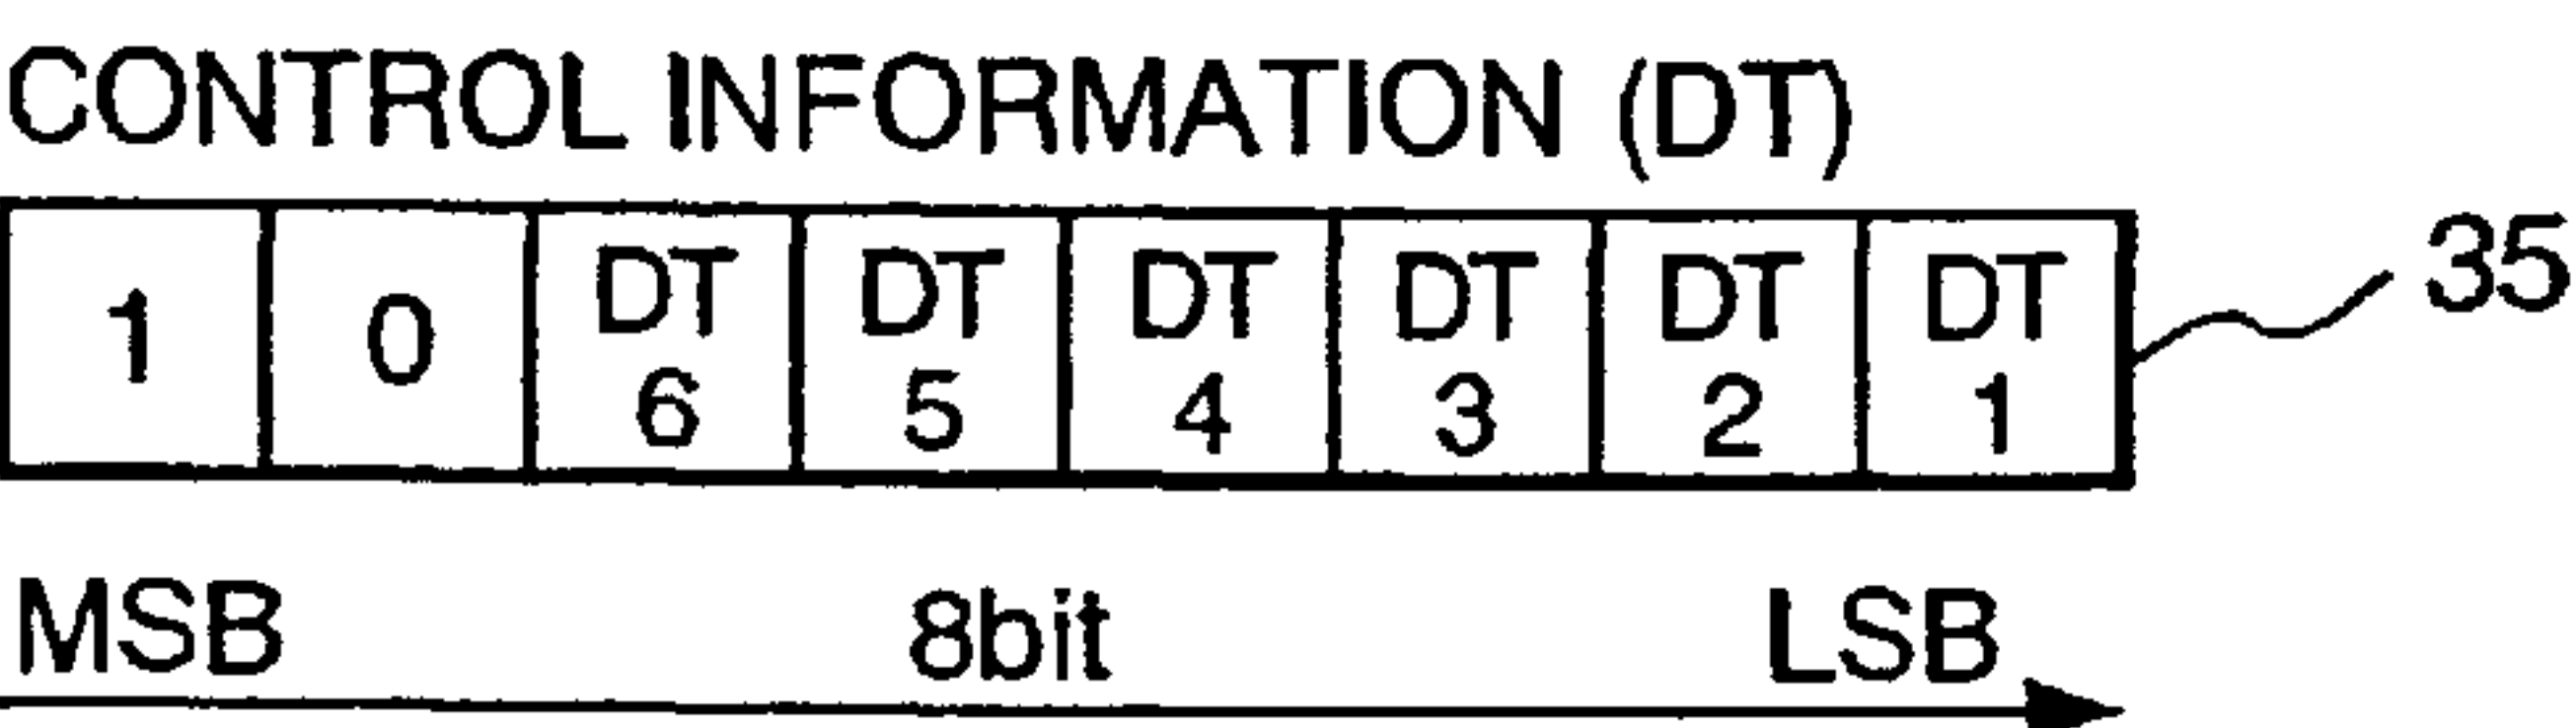 CONTROL INFORMATION (DT)
1 0 DT 6 DT 5 DT 4 DT 3 DT 2 DT 1 35
MSB 8bit LSB